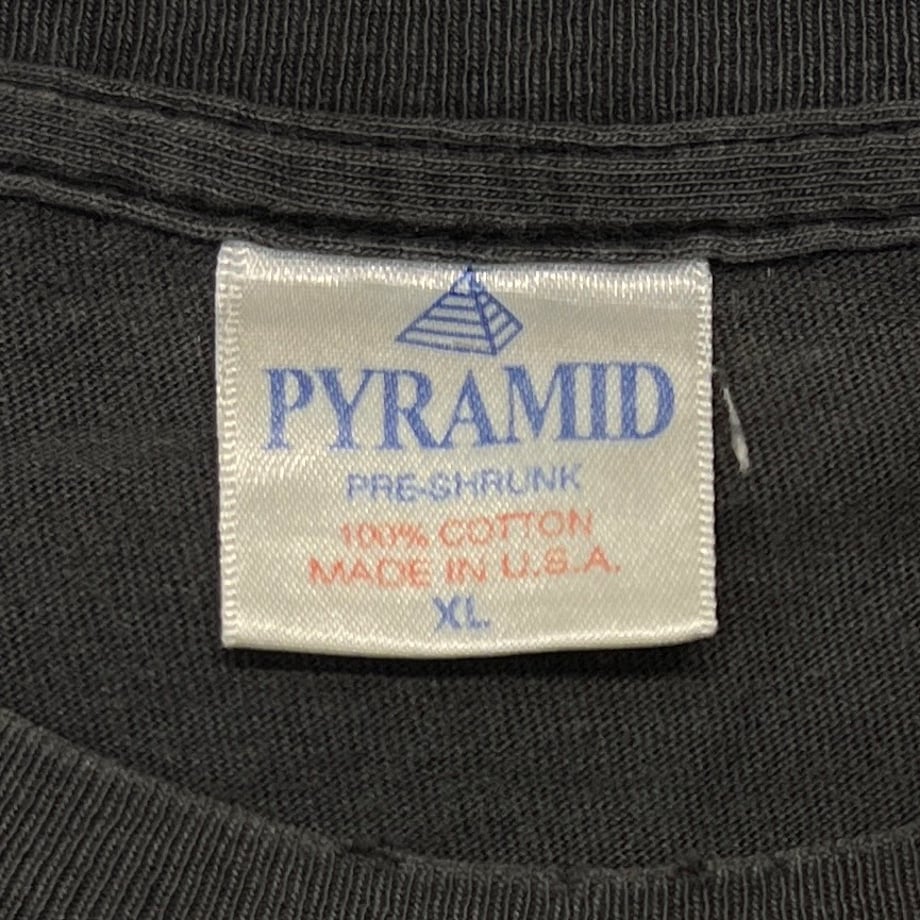 PYRAMID
PRE-SHRUNK
100% COTTON
MADE IN U.S.A.
XL